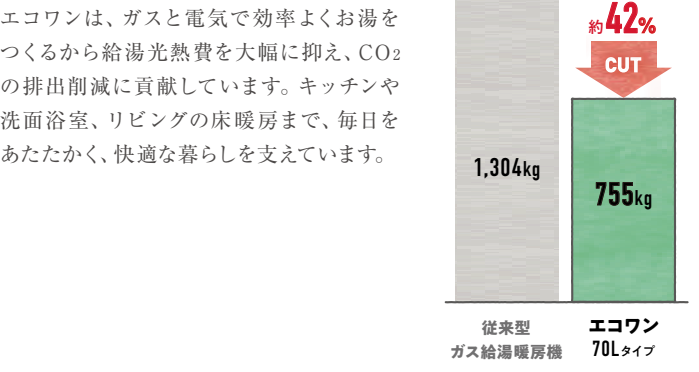 エコワンは、ガスと電気で効率よくお湯を
つくるから給湯光熱費を大幅に抑え、CO2
の排出削減に貢献しています。キッチンや
洗面浴室、リビングの床暖房まで、毎日を
あたたかく、快適な暮らしを支えています。
約42%
CUT
1,304kg
755kg
従来型
ガス給湯暖房機
エコワン
70Lタイプ